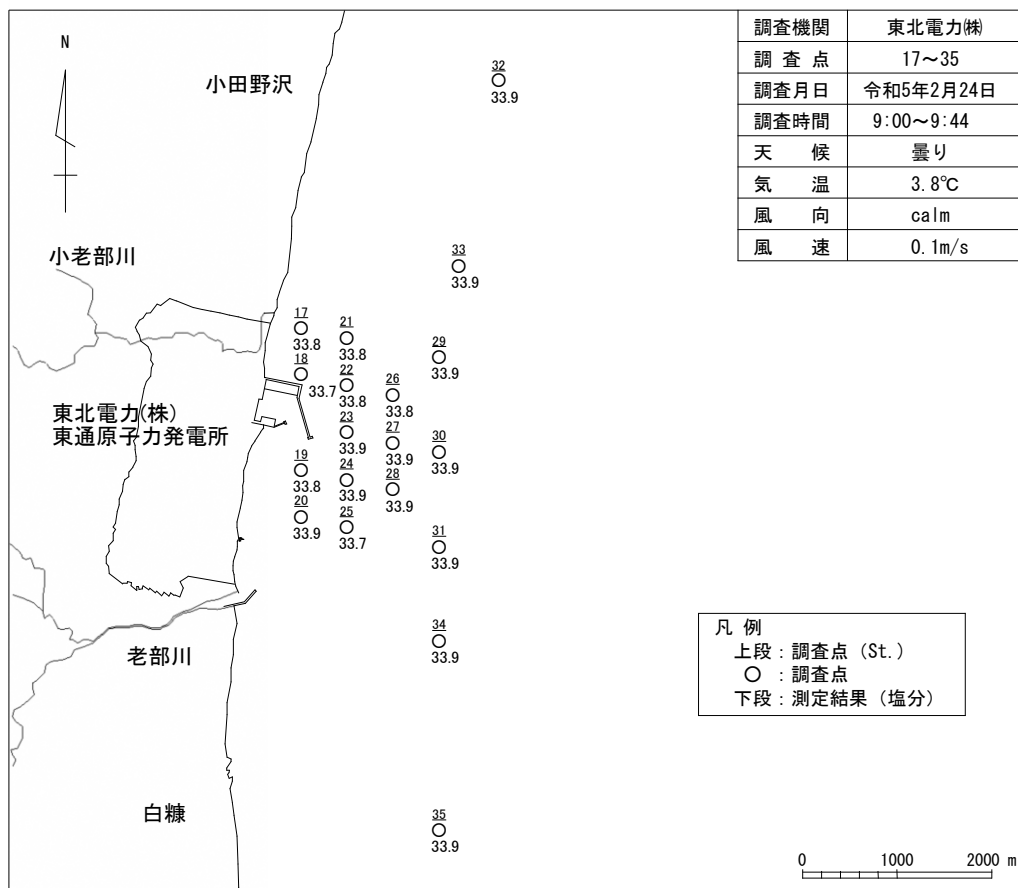 調査機関 東北電力㈱
調査点 17～35
調査月日 令和5年2月24日
調査時間 9:00～9:44
天候 曇り
気温 3.8℃
風向 calm
風速 0.1m/s
N
小田野沢
32
33.9
小老部川
33
33.9
17
33.8
21
33.8
18
33.7
22
33.8
29
33.9
26
33.8
東北電力(株)
東通原子力発電所
23
33.9
27
33.9
30
33.9
19
33.8
24
33.9
28
33.9
20
33.9
25
33.7
31
33.9
34
33.9
老部川
凡 例
上段：調査点（St.）
○ ：調査点
下段：測定結果（塩分）
白糠
35
33.9
0 1000 2000 m